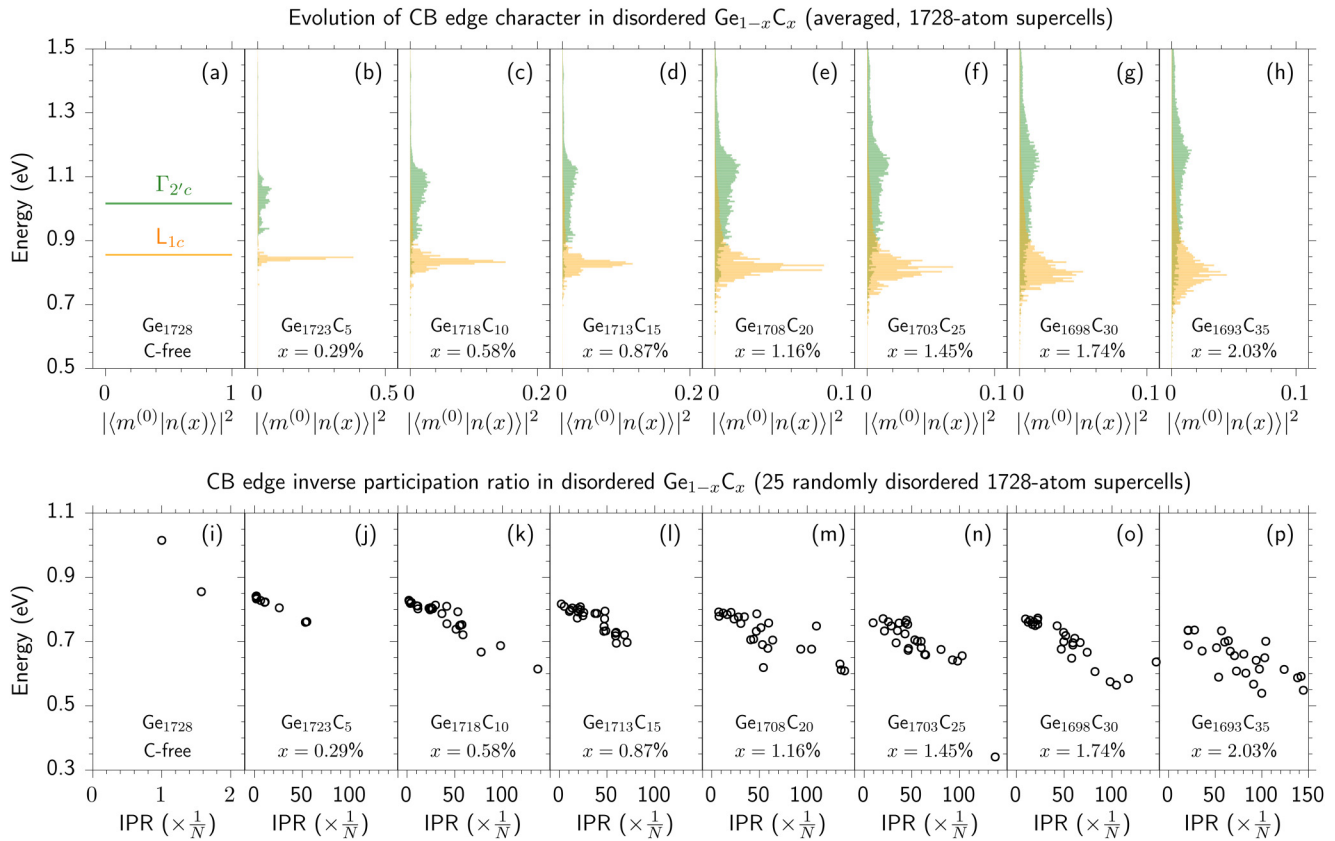 Evolution of CB edge character in disordered Ge₁₋ₓCₓ (averaged, 1728-atom supercells)
(a) (b) (c) (d) (e) (f) (g) (h)
Energy (eV)
1.5
1.3
1.1
0.9
0.7
0.5
Γ₂′c
L₁c
Ge₁₇₂₈ Ge₁₇₂₃C₅ Ge₁₇₁₈C₁₀ Ge₁₇₁₃C₁₅ Ge₁₇₀₈C₂₀ Ge₁₇₀₃C₂₅ Ge₁₆₉₈C₃₀ Ge₁₆₉₃C₃₅
C-free x = 0.29% x = 0.58% x = 0.87% x = 1.16% x = 1.45% x = 1.74% x = 2.03%
0 1 0 0.5 0 0.2 0 0.2 0 0.1 0 0.1 0 0.1 0 0.1
|⟨m⁽⁰⁾|n(x)⟩|² |⟨m⁽⁰⁾|n(x)⟩|² |⟨m⁽⁰⁾|n(x)⟩|² |⟨m⁽⁰⁾|n(x)⟩|² |⟨m⁽⁰⁾|n(x)⟩|² |⟨m⁽⁰⁾|n(x)⟩|² |⟨m⁽⁰⁾|n(x)⟩|² |⟨m⁽⁰⁾|n(x)⟩|²
CB edge inverse participation ratio in disordered Ge₁₋ₓCₓ (25 randomly disordered 1728-atom supercells)
(i) (j) (k) (l) (m) (n) (o) (p)
Energy (eV)
1.1
0.9
0.7
0.5
0.3
Ge₁₇₂₈ Ge₁₇₂₃C₅ Ge₁₇₁₈C₁₀ Ge₁₇₁₃C₁₅ Ge₁₇₀₈C₂₀ Ge₁₇₀₃C₂₅ Ge₁₆₉₈C₃₀ Ge₁₆₉₃C₃₅
C-free x = 0.29% x = 0.58% x = 0.87% x = 1.16% x = 1.45% x = 1.74% x = 2.03%
0 1 2 0 50 100 0 50 100 0 50 100 0 50 100 0 50 100 0 50 100 0 50 100 150
IPR (× 1/N) IPR (× 1/N) IPR (× 1/N) IPR (× 1/N) IPR (× 1/N) IPR (× 1/N) IPR (× 1/N) IPR (× 1/N)